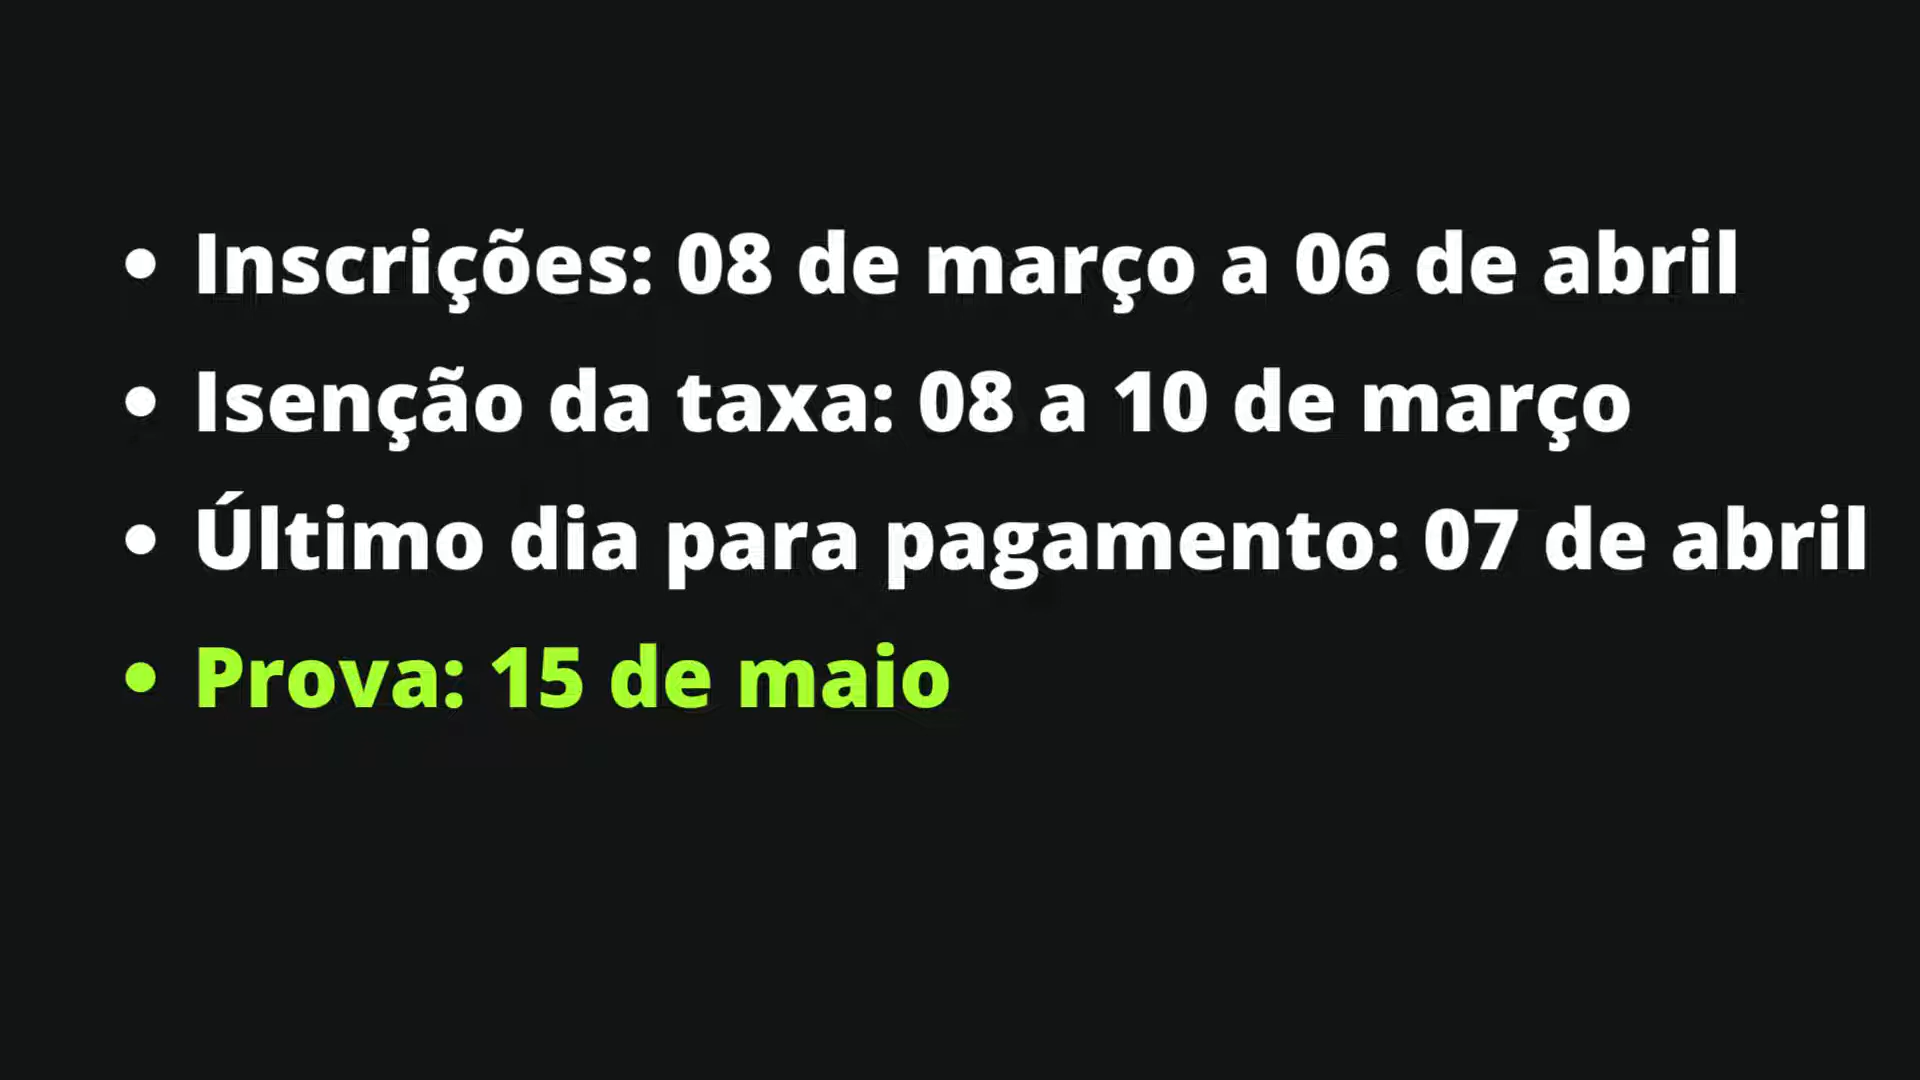 • Inscrições: 08 de março a 06 de abril
• Isenção da taxa: 08 a 10 de março
• Último dia para pagamento: 07 de abril
• Prova: 15 de maio